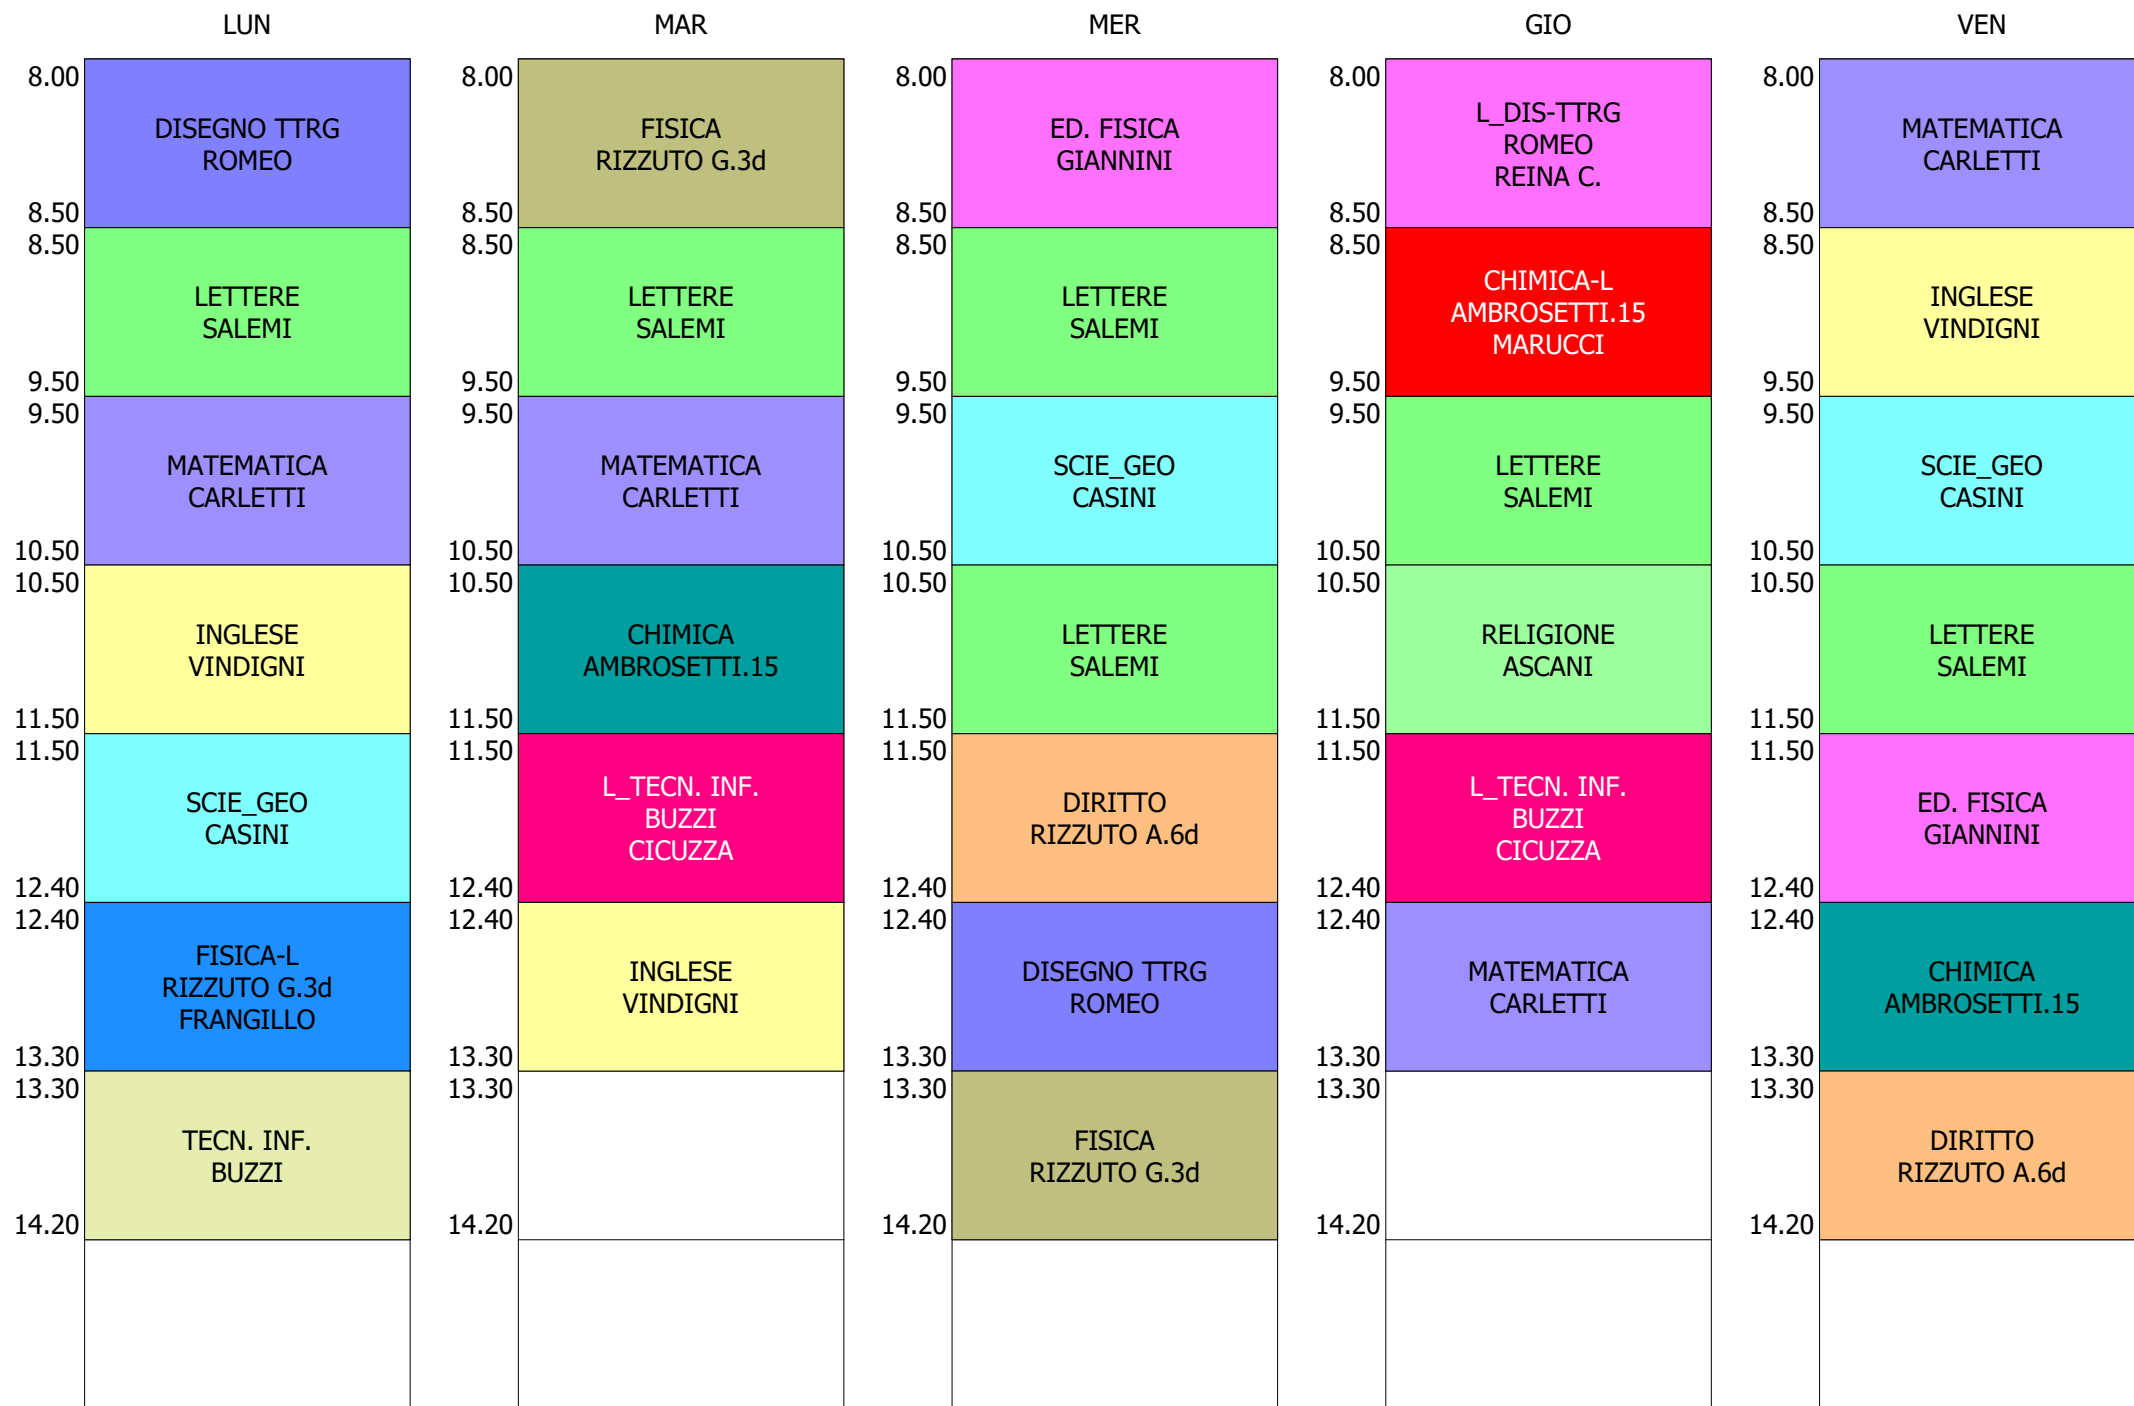 LUN
MAR
MER
GIO
VEN
8.00
DISEGNO TTRG
ROMEO
8.50
8.50
LETTERE
SALEMI
9.50
9.50
MATEMATICA
CARLETTI
10.50
10.50
INGLESE
VINDIGNI
11.50
11.50
SCIE_GEO
CASINI
12.40
12.40
FISICA-L
RIZZUTO G.3d
FRANGILLO
13.30
13.30
TECN. INF.
BUZZI
14.20
8.00
FISICA
RIZZUTO G.3d
8.50
8.50
LETTERE
SALEMI
9.50
9.50
MATEMATICA
CARLETTI
10.50
10.50
CHIMICA
AMBROSETTI.15
11.50
11.50
L_TECN. INF.
BUZZI
CICUZZA
12.40
12.40
INGLESE
VINDIGNI
13.30
13.30
14.20
8.00
ED. FISICA
GIANNINI
8.50
8.50
LETTERE
SALEMI
9.50
9.50
SCIE_GEO
CASINI
10.50
10.50
LETTERE
SALEMI
11.50
11.50
DIRITTO
RIZZUTO A.6d
12.40
12.40
DISEGNO TTRG
ROMEO
13.30
13.30
FISICA
RIZZUTO G.3d
14.20
8.00
L_DIS-TTRG
ROMEO
REINA C.
8.50
8.50
CHIMICA-L
AMBROSETTI.15
MARUCCI
9.50
9.50
LETTERE
SALEMI
10.50
10.50
RELIGIONE
ASCANI
11.50
11.50
L_TECN. INF.
BUZZI
CICUZZA
12.40
12.40
MATEMATICA
CARLETTI
13.30
13.30
14.20
8.00
MATEMATICA
CARLETTI
8.50
8.50
INGLESE
VINDIGNI
9.50
9.50
SCIE_GEO
CASINI
10.50
10.50
LETTERE
SALEMI
11.50
11.50
ED. FISICA
GIANNINI
12.40
12.40
CHIMICA
AMBROSETTI.15
13.30
13.30
DIRITTO
RIZZUTO A.6d
14.20